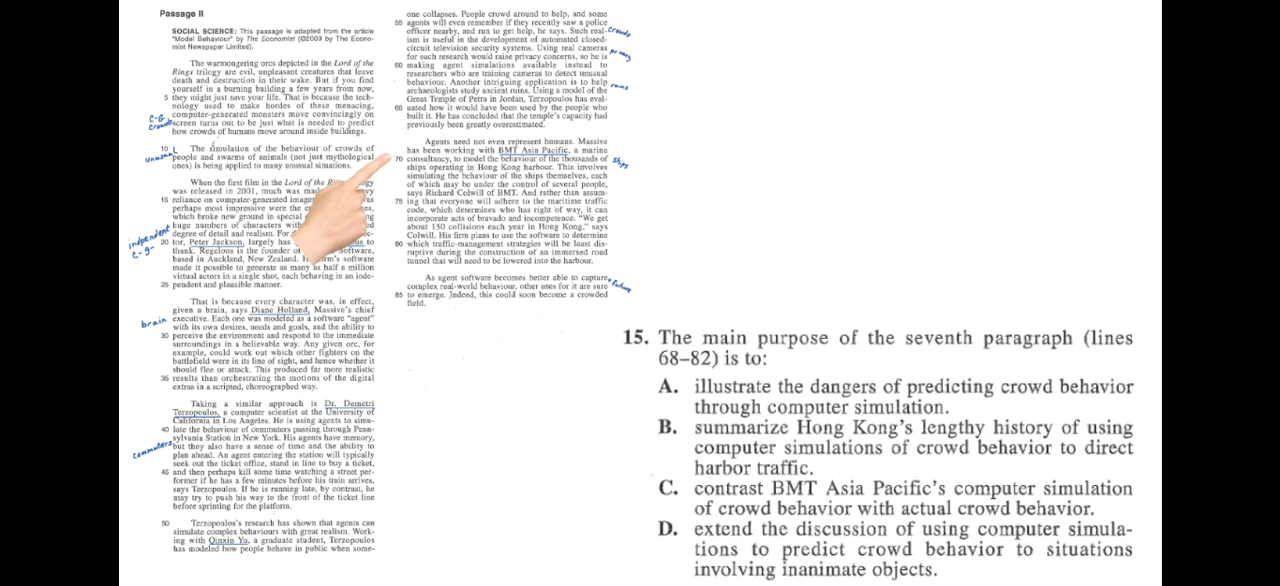 Passage II
SOCIAL SCIENCE: This passage is adapted from the article
"Model Behaviour" by The Economist (©2009 by The Econo-
mist Newspaper Limited).
The warmongering orcs depicted in the Lord of the
Rings trilogy are evil, unpleasant creatures that leave
death and destruction in their wake. But if you find
yourself in a burning building a few years from now,
5 they might just save your life. That is because the tech-
nology used to make hordes of these menacing,
C-G computer-generated monsters move convincingly on
crowds screen turns out to be just what is needed to predict
how crowds of humans move around inside buildings.
10 The simulation of the behaviour of crowds of
unusual people and swarms of animals (not just mythological
ones) is being applied to many unusual situations.
When the first film in the Lord of the
was released in 2001, much was
15 reliance on computer-generated
perhaps most impressive were the
which broke new ground in special
huge numbers of characters with
independent degree of detail and realism. For
C-g- 20 tor, Peter Jackson, largely has to
thank. Regelous is the founder of
based in Auckland, New Zealand. software
made it possible to generate as many as half a million
virtual actors in a single shot, each behaving in an inde-
25 pendent and plausible manner.
That is because every character was, in effect,
given a brain, says Diane Holland, Massive's chief
brain executive. Each one was modeled as a software "agent"
with its own desires, needs and goals, and the ability to
30 perceive the environment and respond to the immediate
surroundings in a believable way. Any given orc, for
example, could work out which other fighters on the
battlefield were in its line of sight, and hence whether it
should flee or attack. This produced far more realistic
35 results than orchestrating the motions of the digital
extras in a scripted, choreographed way.
Taking a similar approach is Dr. Demetri
Terzopoulos, a computer scientist at the University of
California in Los Angeles. He is using agents to simu-
40 late the behaviour of commuters passing through Penn-
sylvania Station in New York. His agents have memory,
commuters but they also have a sense of time and the ability to
plan ahead. An agent entering the station will typically
seek out the ticket office, stand in line to buy a ticket,
45 and then perhaps kill some time watching a street per-
former if he has a few minutes before his train arrives,
says Terzopoulos. If he is running late, by contrast, he
may try to push his way to the front of the ticket line
before sprinting for the platform.
50 Terzopoulos's research has shown that agents can
simulate complex behaviours with great realism. Work-
ing with Qinxin Yu, a graduate student, Terzopoulos
has modeled how people behave in public when some-
one collapses. People crowd around to help, and some
55 agents will even remember if they recently saw a police
officer nearby, and run to get help, he says. Such real- crowds
ism is useful in the development of automated closed-
circuit television security systems. Using real cameras
for such research would raise privacy concerns, so he is privacy
60 making agent simulations available instead to
researchers who are training cameras to detect unusual
behaviour. Another intriguing application is to help
archaeologists study ancient ruins. Using a model of the ruins
Great Temple of Petra in Jordan, Terzopoulos has eval-
65 uated how it would have been used by the people who
built it. He has concluded that the temple's capacity had
previously been greatly overestimated.
Agents need not even represent humans. Massive
has been working with BMT Asia Pacific, a marine
70 consultancy, to model the behaviour of the thousands of ships
ships operating in Hong Kong harbour. This involves
simulating the behaviour of the ships themselves, each
of which may be under the control of several people,
says Richard Colwill of BMT. And rather than assum-
75 ing that everyone will adhere to the maritime traffic
code, which determines who has right of way, it can
incorporate acts of bravado and incompetence. "We get
about 150 collisions each year in Hong Kong," says
Colwill. His firm plans to use the software to determine
80 which traffic-management strategies will be least dis-
ruptive during the construction of an immersed road
tunnel that will need to be lowered into the harbour.
As agent software becomes better able to capture
complex real-world behaviour, other uses for it are sure future
85 to emerge. Indeed, this could soon become a crowded
field.
15. The main purpose of the seventh paragraph (lines
68–82) is to:
A. illustrate the dangers of predicting crowd behavior
through computer simulation.
B. summarize Hong Kong's lengthy history of using
computer simulations of crowd behavior to direct
harbor traffic.
C. contrast BMT Asia Pacific's computer simulation
of crowd behavior with actual crowd behavior.
D. extend the discussion of using computer simula-
tions to predict crowd behavior to situations
involving inanimate objects.